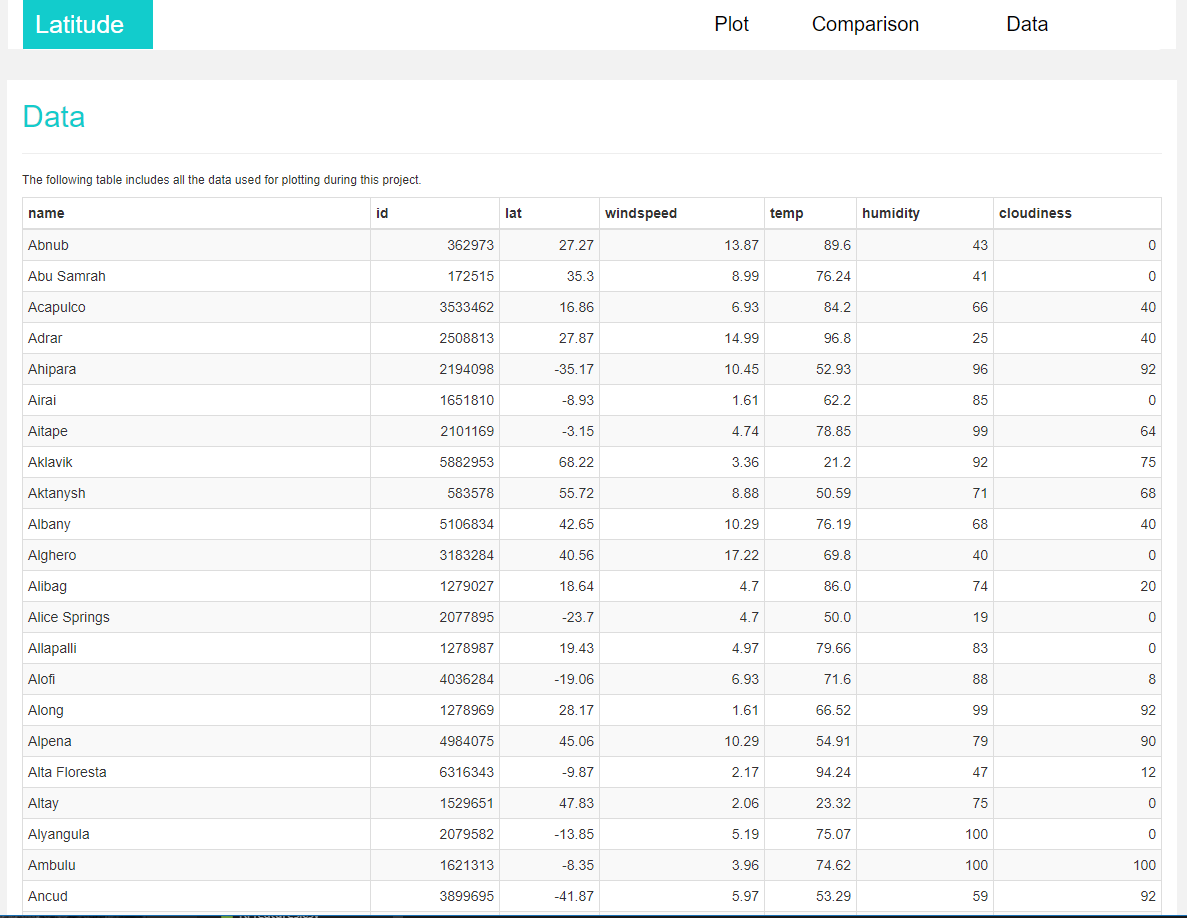 Latitude Plot Comparison Data
Data
The following table includes all the data used for plotting during this project.
name id lat windspeed temp humidity cloudiness
Abnub 362973 27.27 13.87 89.6 43 0
Abu Samrah 172515 35.3 8.99 76.24 41 0
Acapulco 3533462 16.86 6.93 84.2 66 40
Adrar 2508813 27.87 14.99 96.8 25 40
Ahipara 2194098 -35.17 10.45 52.93 96 92
Airai 1651810 -8.93 1.61 62.2 85 0
Aitape 2101169 -3.15 4.74 78.85 99 64
Aklavik 5882953 68.22 3.36 21.2 92 75
Aktanysh 583578 55.72 8.88 50.59 71 68
Albany 5106834 42.65 10.29 76.19 68 40
Alghero 3183284 40.56 17.22 69.8 40 0
Alibag 1279027 18.64 4.7 86.0 74 20
Alice Springs 2077895 -23.7 4.7 50.0 19 0
Allapalli 1278987 19.43 4.97 79.66 83 0
Alofi 4036284 -19.06 6.93 71.6 88 8
Along 1278969 28.17 1.61 66.52 99 92
Alpena 4984075 45.06 10.29 54.91 79 90
Alta Floresta 6316343 -9.87 2.17 94.24 47 12
Altay 1529651 47.83 2.06 23.32 75 0
Alyangula 2079582 -13.85 5.19 75.07 100 0
Ambulu 1621313 -8.35 3.96 74.62 100 100
Ancud 3899695 -41.87 5.97 53.29 59 92